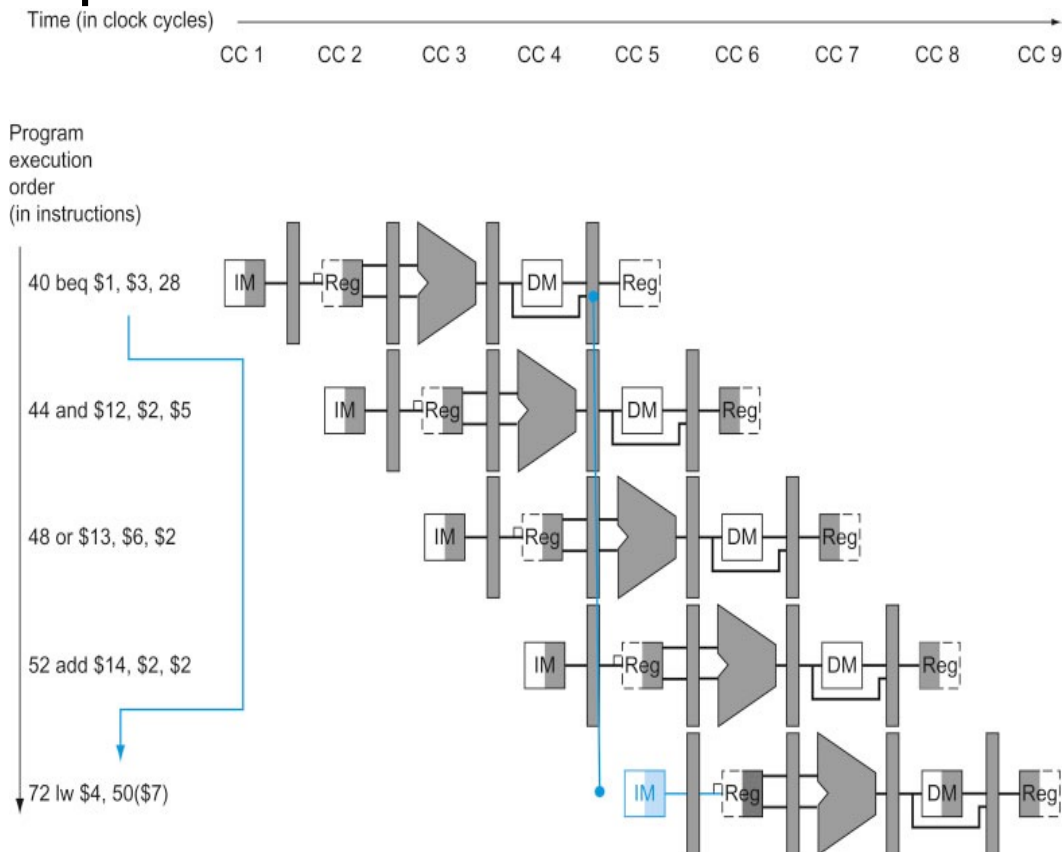 Time (in clock cycles)
CC 1 CC 2 CC 3 CC 4 CC 5 CC 6 CC 7 CC 8 CC 9
Program
execution
order
(in instructions)
40 beq $1, $3, 28
IM Reg DM Reg
44 and $12, $2, $5
IM Reg DM Reg
48 or $13, $6, $2
IM Reg DM Reg
52 add $14, $2, $2
IM Reg DM Reg
72 lw $4, 50($7)
IM Reg DM Reg